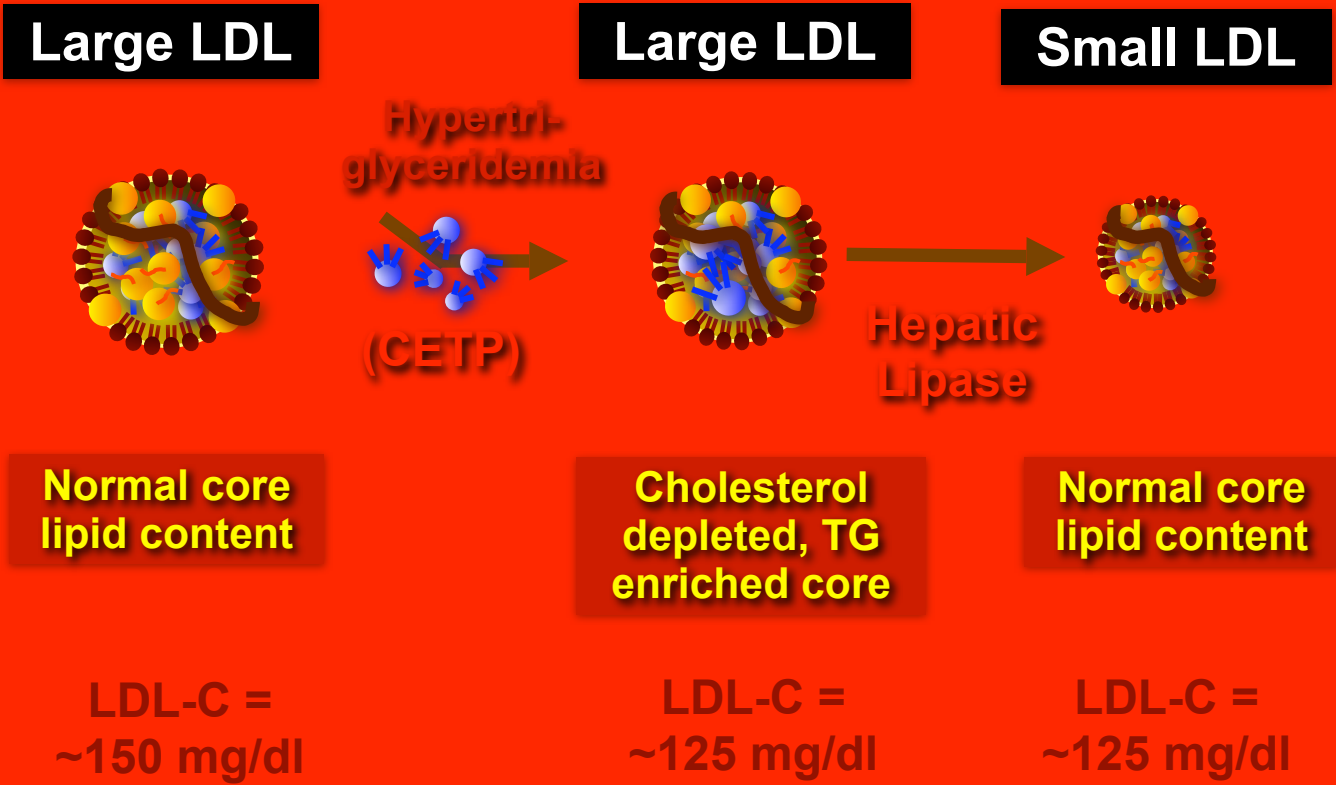 Large LDL
Large LDL
Small LDL
Hypertri-
glyceridemia
(CETP)
Hepatic
Lipase
Normal core
lipid content
Cholesterol
depleted, TG
enriched core
Normal core
lipid content
LDL-C =
~150 mg/dl
LDL-C =
~125 mg/dl
LDL-C =
~125 mg/dl